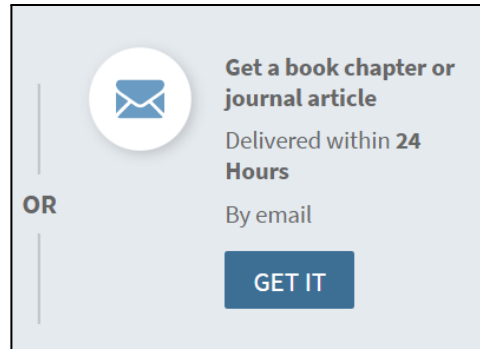 Get a book chapter or
journal article
Delivered within 24
Hours
OR
By email
GET IT